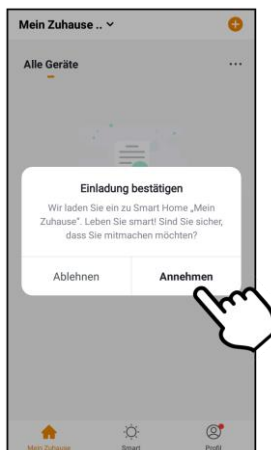 Mein Zuhause ..
Alle Geräte
Einladung bestätigen
Wir laden Sie ein zu Smart Home „Mein
Zuhause“. Leben Sie smart! Sind Sie sicher,
dass Sie mitmachen möchten?
Ablehnen Annehmen
Mein Zuhause Smart Profil